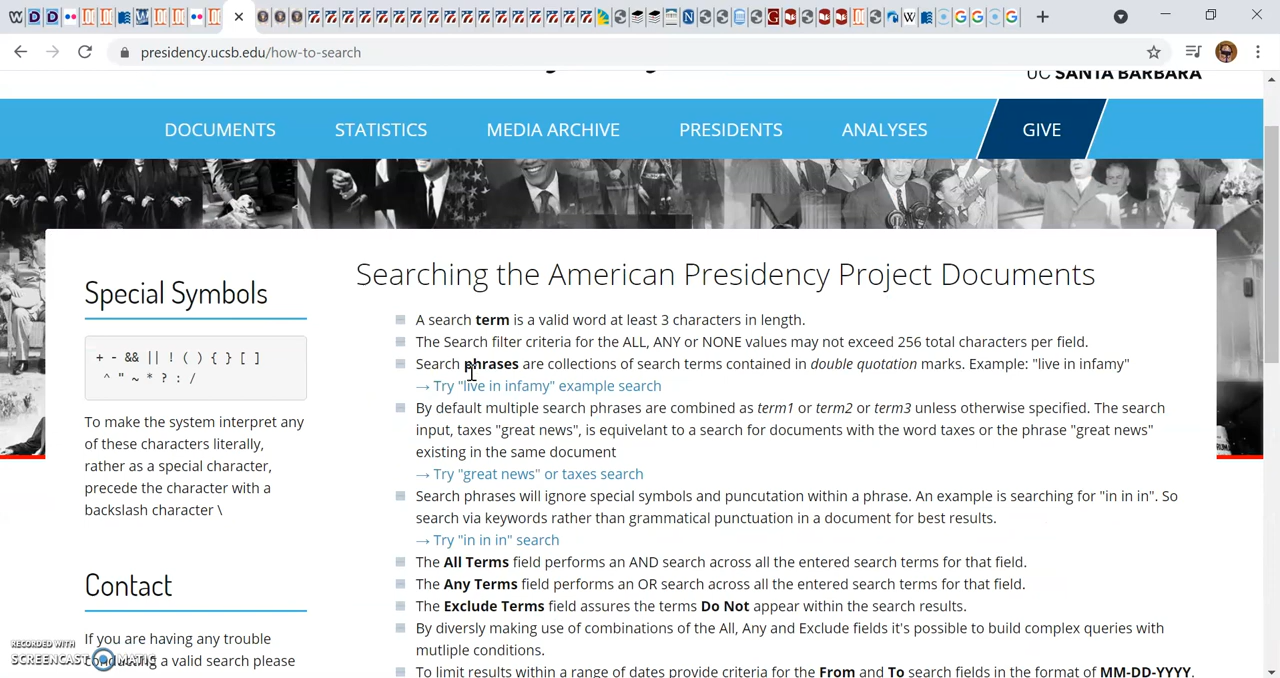 presidency.ucsb.edu/how-to-search
UC SANTA BARBARA
DOCUMENTS STATISTICS MEDIA ARCHIVE PRESIDENTS ANALYSES GIVE
Special Symbols
+ - && || ! ( ) { } [ ]
^ " ~ * ? : /
To make the system interpret any
of these characters literally,
rather as a special character,
precede the character with a
backslash character \
Contact
If you are having any trouble
conducting a valid search please
Searching the American Presidency Project Documents
A search term is a valid word at least 3 characters in length.
The Search filter criteria for the ALL, ANY or NONE values may not exceed 256 total characters per field.
Search phrases are collections of search terms contained in double quotation marks. Example: "live in infamy"
→ Try "live in infamy" example search
By default multiple search phrases are combined as term1 or term2 or term3 unless otherwise specified. The search
input, taxes "great news", is equivelant to a search for documents with the word taxes or the phrase "great news"
existing in the same document
→ Try "great news" or taxes search
Search phrases will ignore special symbols and puncutation within a phrase. An example is searching for "in in in". So
search via keywords rather than grammatical punctuation in a document for best results.
→ Try "in in in" search
The All Terms field performs an AND search across all the entered search terms for that field.
The Any Terms field performs an OR search across all the entered search terms for that field.
The Exclude Terms field assures the terms Do Not appear within the search results.
By diversly making use of combinations of the All, Any and Exclude fields it's possible to build complex queries with
mutliple conditions.
To limit results within a range of dates provide criteria for the From and To search fields in the format of MM-DD-YYYY.
RECORDED WITH
SCREENCAST MATIC